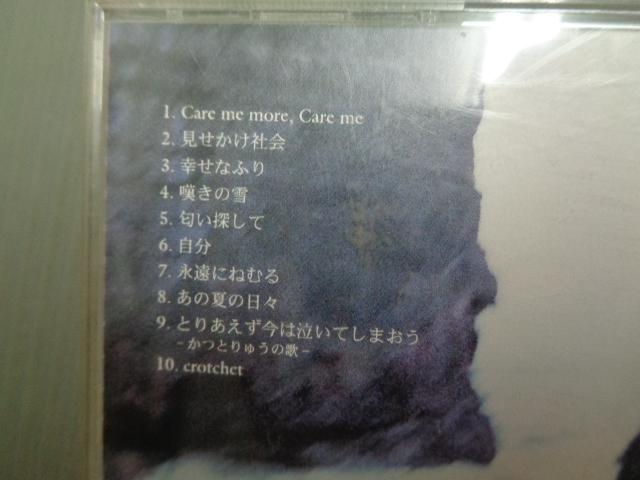 1. Care me more, Care me
2. 見せかけ社会
3. 幸せなふり
4. 嘆きの雪
5. 匂い探して
6. 自分
7. 永遠にねむる
8. あの夏の日々
9. とりあえず今は泣いてしまおう
－かつとりゅうの歌－
10. crotchet